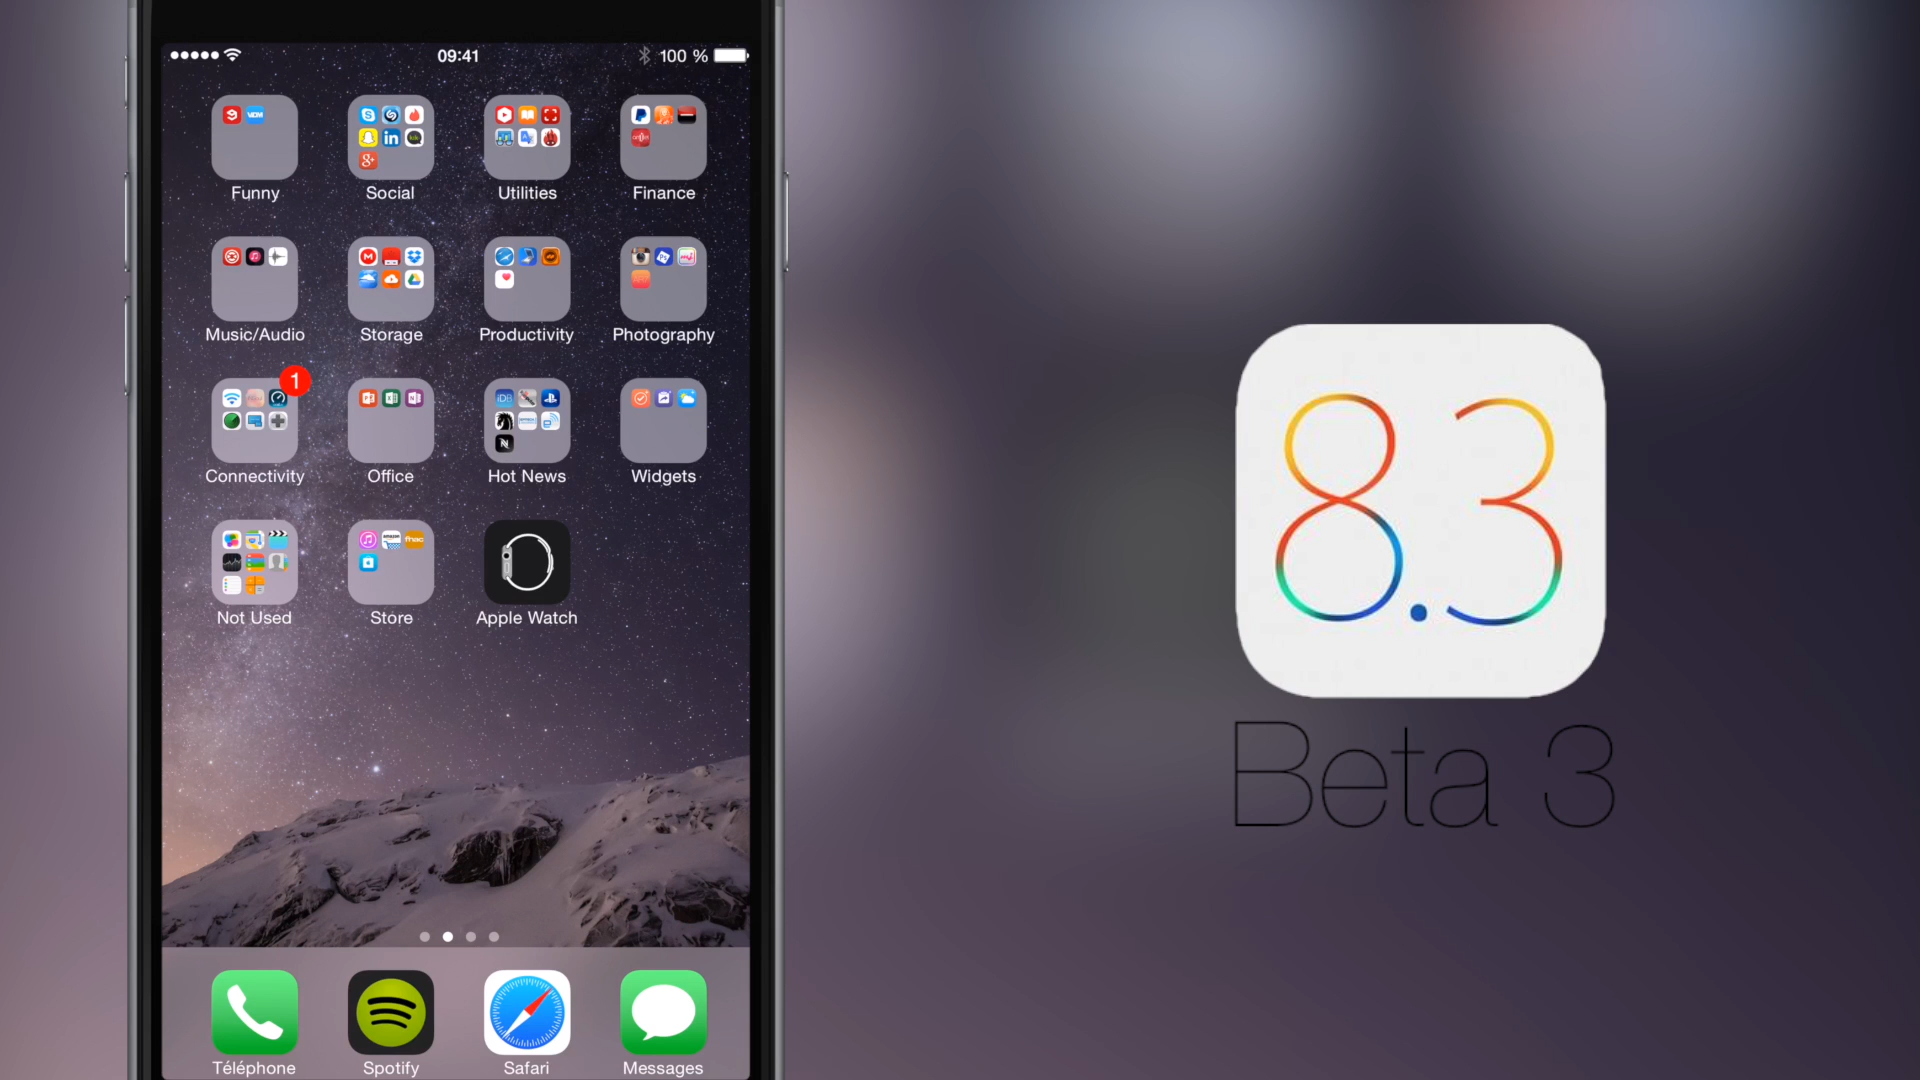 09:41
100 %
Funny
Social
Utilities
Finance
Music/Audio
Storage
Productivity
Photography
1
Connectivity
Office
Hot News
Widgets
Not Used
Store
Apple Watch
Téléphone
Spotify
Safari
Messages
8.3
Beta 3